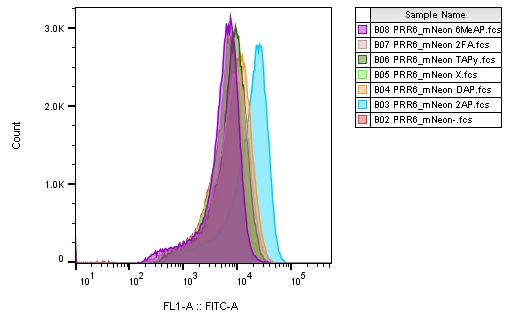 3.0K
2.0K
1.0K
0
Count
10^1
10^2
10^3
10^4
10^5
FL1-A :: FITC-A
Sample Name
B08 PRR6_mNeon 6MeAP.fcs
B07 PRR6_mNeon 2FA.fcs
B06 PRR6_mNeon TAPy.fcs
B05 PRR6_mNeon X.fcs
B04 PRR6_mNeon DAP.fcs
B03 PRR6_mNeon 2AP.fcs
B02 PRR6_mNeon-.fcs